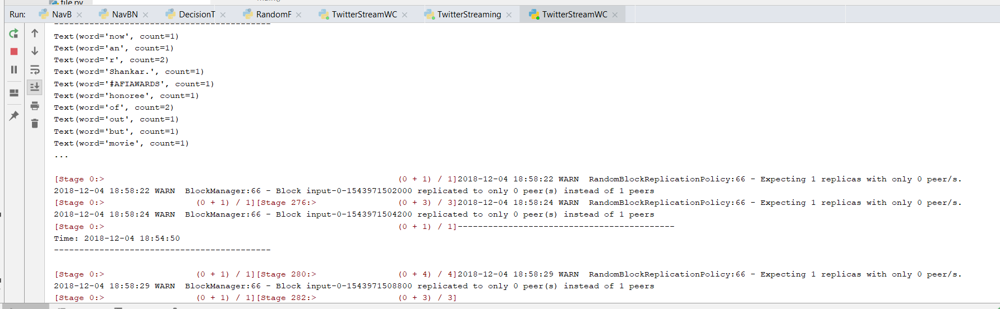 file.py
main()
Run: NavB NavBN DecisionT RandomF TwitterStreamWC TwitterStreaming TwitterStreamWC
-------------------------------------------
Text(word='now', count=1)
Text(word='an', count=1)
Text(word='r', count=2)
Text(word='Shankar.', count=1)
Text(word='#AFIAWARDS', count=1)
Text(word='honoree', count=1)
Text(word='of', count=2)
Text(word='out', count=1)
Text(word='but', count=1)
Text(word='movie', count=1)
...
[Stage 0:> (0 + 1) / 1]2018-12-04 18:58:22 WARN RandomBlockReplicationPolicy:66 - Expecting 1 replicas with only 0 peer/s.
2018-12-04 18:58:22 WARN BlockManager:66 - Block input-0-1543971502000 replicated to only 0 peer(s) instead of 1 peers
[Stage 0:> (0 + 1) / 1][Stage 276:> (0 + 3) / 3]2018-12-04 18:58:24 WARN RandomBlockReplicationPolicy:66 - Expecting 1 replicas with only 0 peer/s.
2018-12-04 18:58:24 WARN BlockManager:66 - Block input-0-1543971504200 replicated to only 0 peer(s) instead of 1 peers
[Stage 0:> (0 + 1) / 1]-------------------------------------------
Time: 2018-12-04 18:54:50
-------------------------------------------
[Stage 0:> (0 + 1) / 1][Stage 280:> (0 + 4) / 4]2018-12-04 18:58:29 WARN RandomBlockReplicationPolicy:66 - Expecting 1 replicas with only 0 peer/s.
2018-12-04 18:58:29 WARN BlockManager:66 - Block input-0-1543971508800 replicated to only 0 peer(s) instead of 1 peers
[Stage 0:> (0 + 1) / 1][Stage 282:> (0 + 3) / 3]